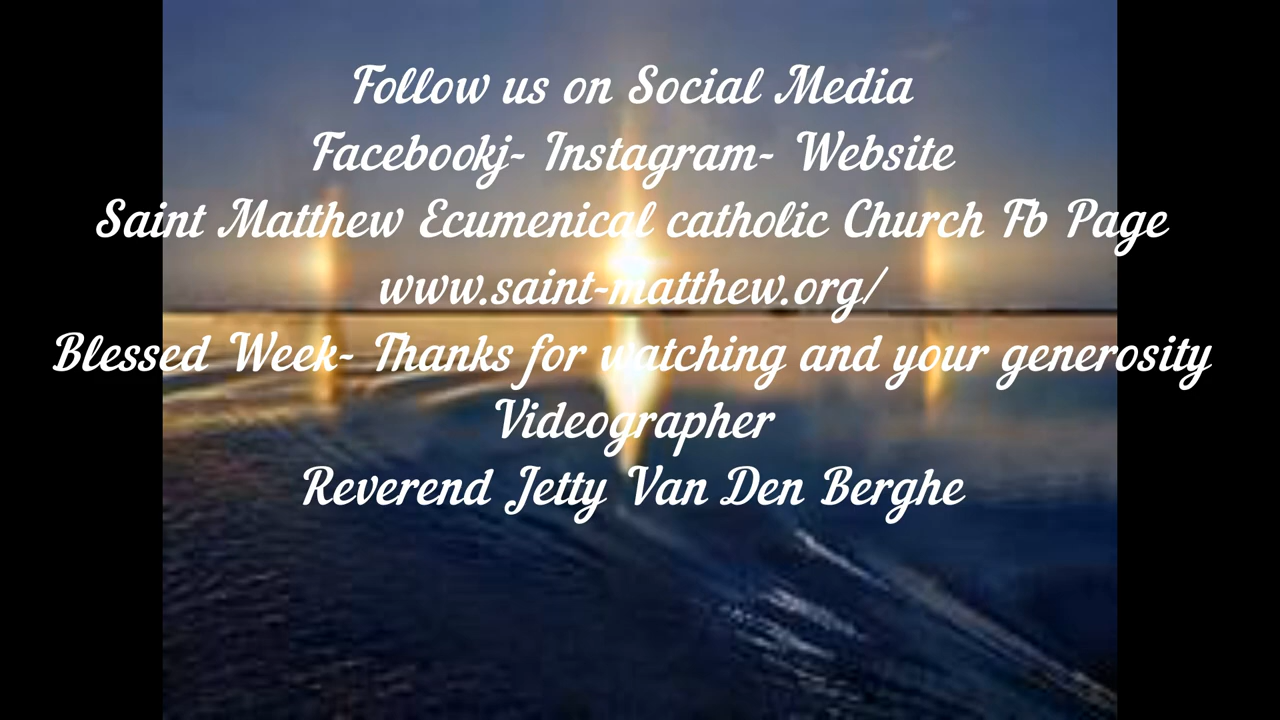 Follow us on Social Media
Facebookj- Instagram- Website
Saint Matthew Ecumenical catholic Church Fb Page
www.saint-matthew.org/
Blessed Week- Thanks for watching and your generosity
Videographer
Reverend Jetty Van Den Berghe